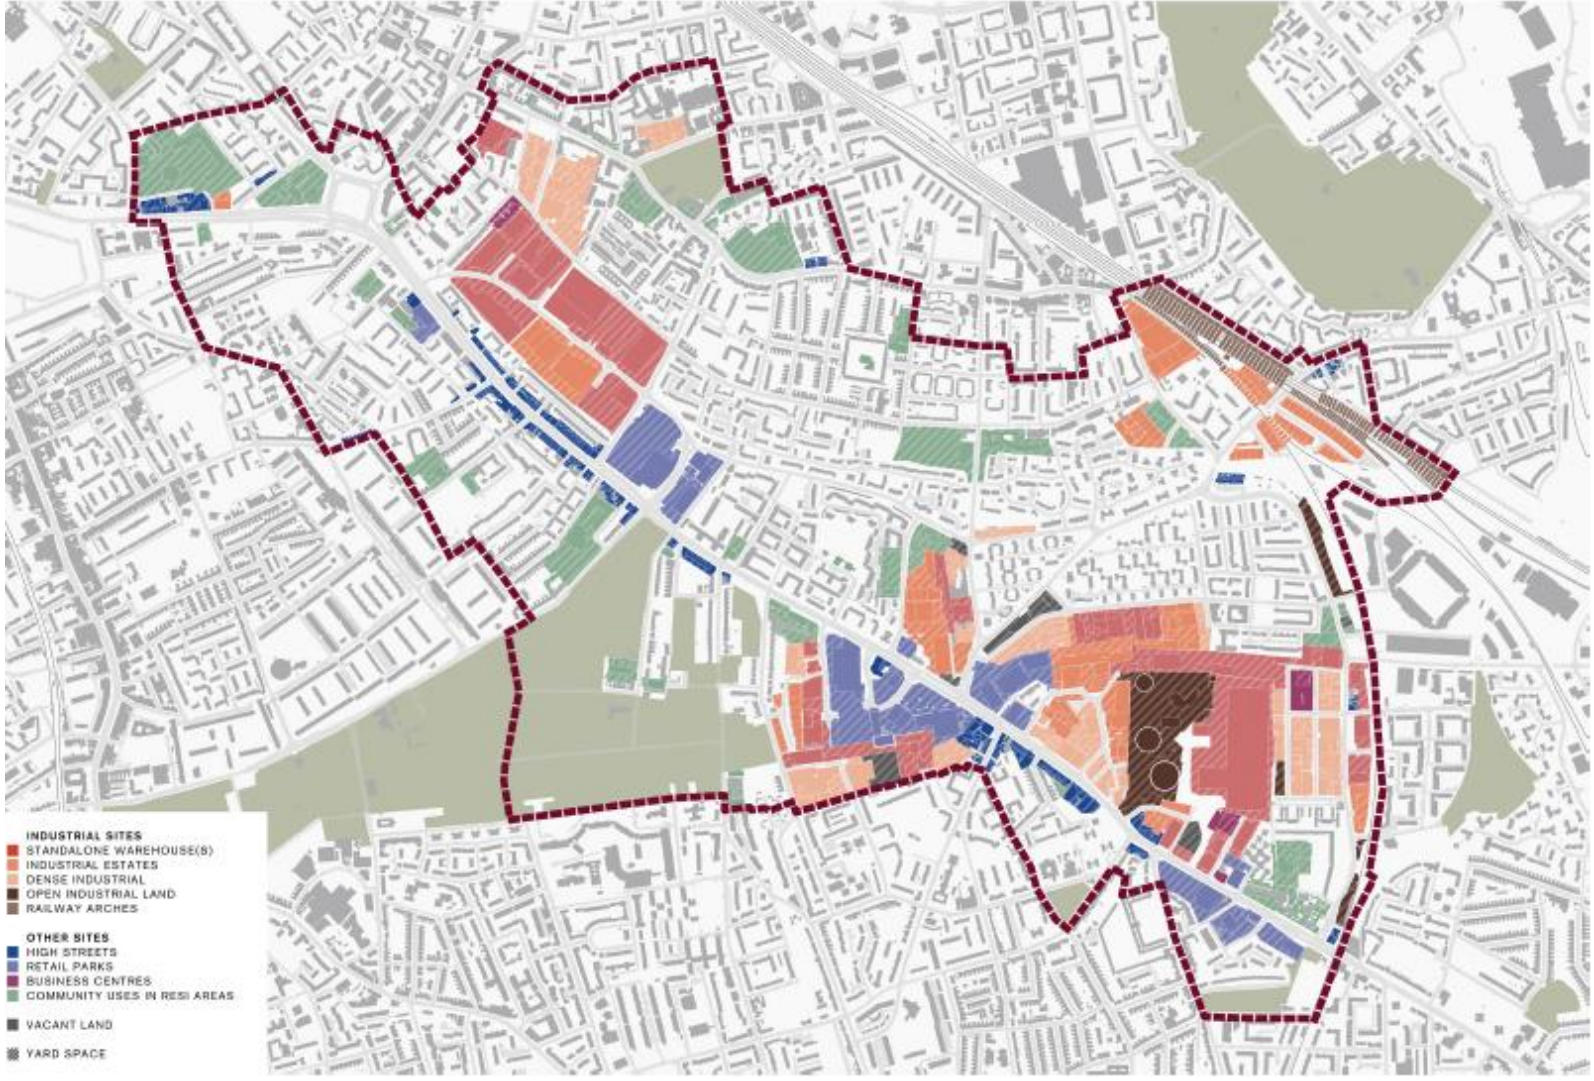 INDUSTRIAL SITES
STANDALONE WAREHOUSE(S)
INDUSTRIAL ESTATES
DENSE INDUSTRIAL
OPEN INDUSTRIAL LAND
RAILWAY ARCHES
OTHER SITES
HIGH STREETS
RETAIL PARKS
BUSINESS CENTRES
COMMUNITY USES IN RESI AREAS
VACANT LAND
YARD SPACE